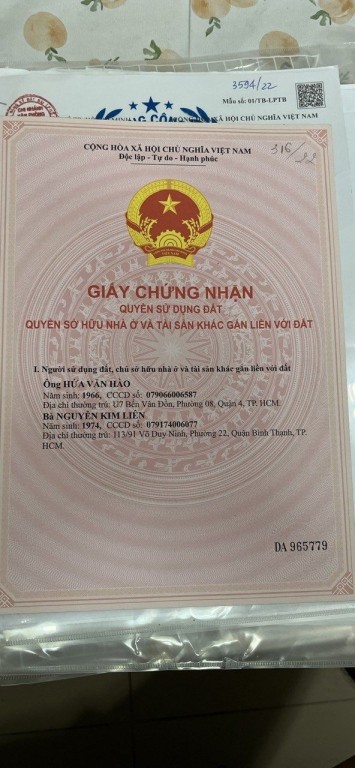 3594/22
Mẫu số: 01/TB-LPTB
CỘNG HÒA XÃ HỘI CHỦ NGHĨA VIỆT NAM
Độc lập - Tự do - Hạnh phúc
316/22
GIẤY CHỨNG NHẬN
QUYỀN SỬ DỤNG ĐẤT
QUYỀN SỞ HỮU NHÀ Ở VÀ TÀI SẢN KHÁC GẮN LIỀN VỚI ĐẤT
I. Người sử dụng đất, chủ sở hữu nhà ở và tài sản khác gắn liền với đất
Ông HỨA VĂN HẢO
Năm sinh: 1966, CCCD số: 079066006587
Địa chỉ thường trú: U7 Bến Vân Đồn, Phường 08, Quận 4, TP. HCM.
Bà NGUYỄN KIM LIÊN
Năm sinh: 1974, CCCD số: 079174006077
Địa chỉ thường trú: 113/91 Võ Duy Ninh, Phường 22, Quận Bình Thạnh, TP.
HCM.
DA 965779